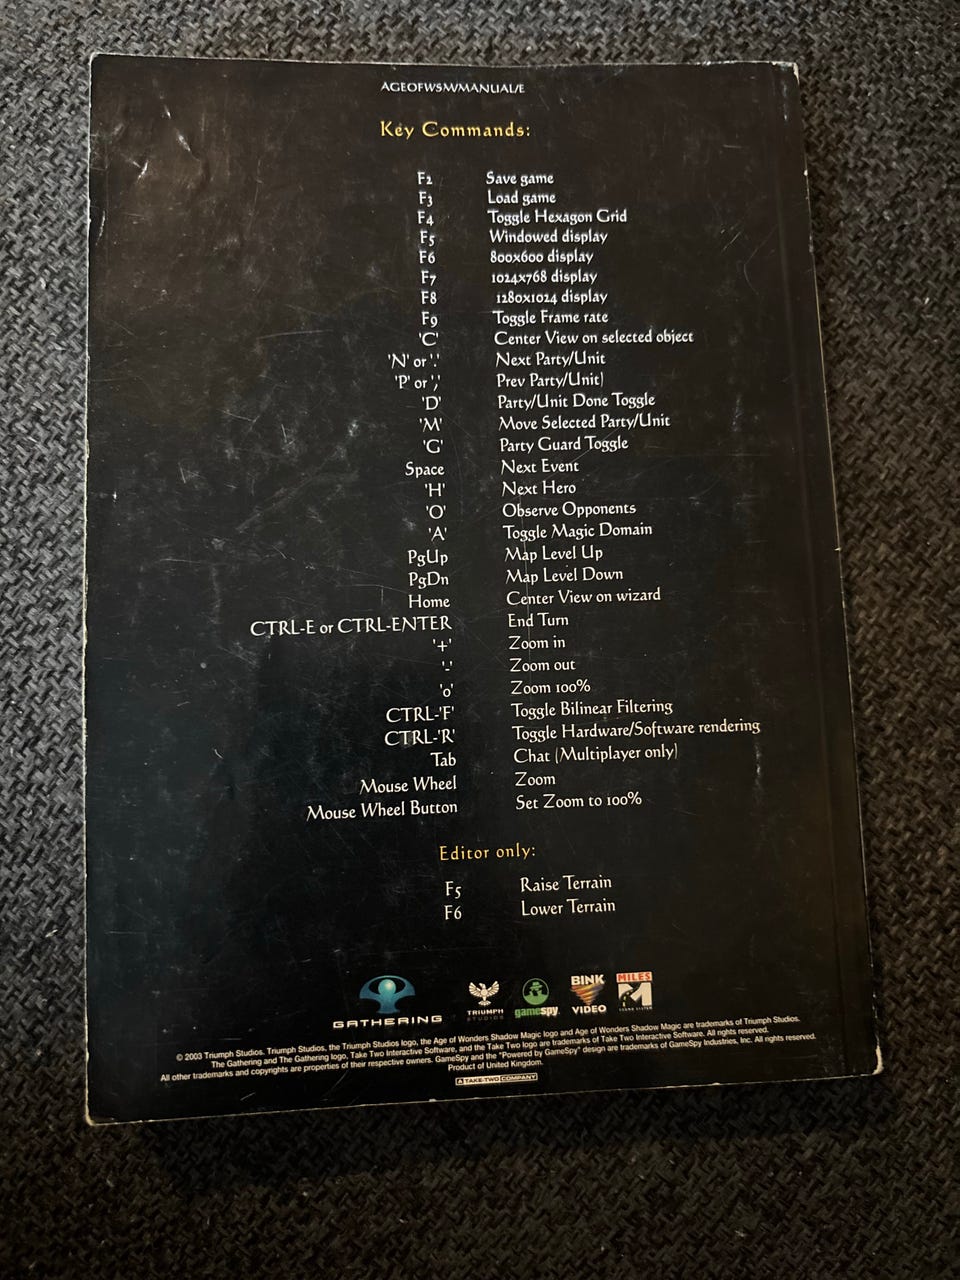 AGEOFWSM/MANUAL/E
Key Commands:
F2 Save game
F3 Load game
F4 Toggle Hexagon Grid
F5 Windowed display
F6 800x600 display
F7 1024x768 display
F8 1280x1024 display
F9 Toggle Frame rate
'C' Center View on selected object
'N' or '.' Next Party/Unit
'P' or ',' Prev Party/Unit)
'D' Party/Unit Done Toggle
'M' Move Selected Party/Unit
'G' Party Guard Toggle
Space Next Event
'H' Next Hero
'O' Observe Opponents
'A' Toggle Magic Domain
PgUp Map Level Up
PgDn Map Level Down
Home Center View on wizard
CTRL-E or CTRL-ENTER End Turn
'+' Zoom in
'-' Zoom out
'0' Zoom 100%
CTRL-'F' Toggle Bilinear Filtering
CTRL-'R' Toggle Hardware/Software rendering
Tab Chat (Multiplayer only)
Mouse Wheel Zoom
Mouse Wheel Button Set Zoom to 100%
Editor only:
F5 Raise Terrain
F6 Lower Terrain
GATHERING
TRIUMPH STUDIOS
gamespy
BINK VIDEO
MILES SOUND SYSTEM
© 2003 Triumph Studios. Triumph Studios, the Triumph Studios logo, the Age of Wonders Shadow Magic logo and Age of Wonders Shadow Magic are trademarks of Triumph Studios.
The Gathering and The Gathering logo, Take Two Interactive Software, and the Take Two logo are trademarks of Take Two Interactive Software. All rights reserved.
All other trademarks and copyrights are properties of their respective owners. GameSpy and the "Powered by GameSpy" design are trademarks of GameSpy Industries, Inc. All rights reserved.
Product of United Kingdom.
A TAKE-TWO COMPANY